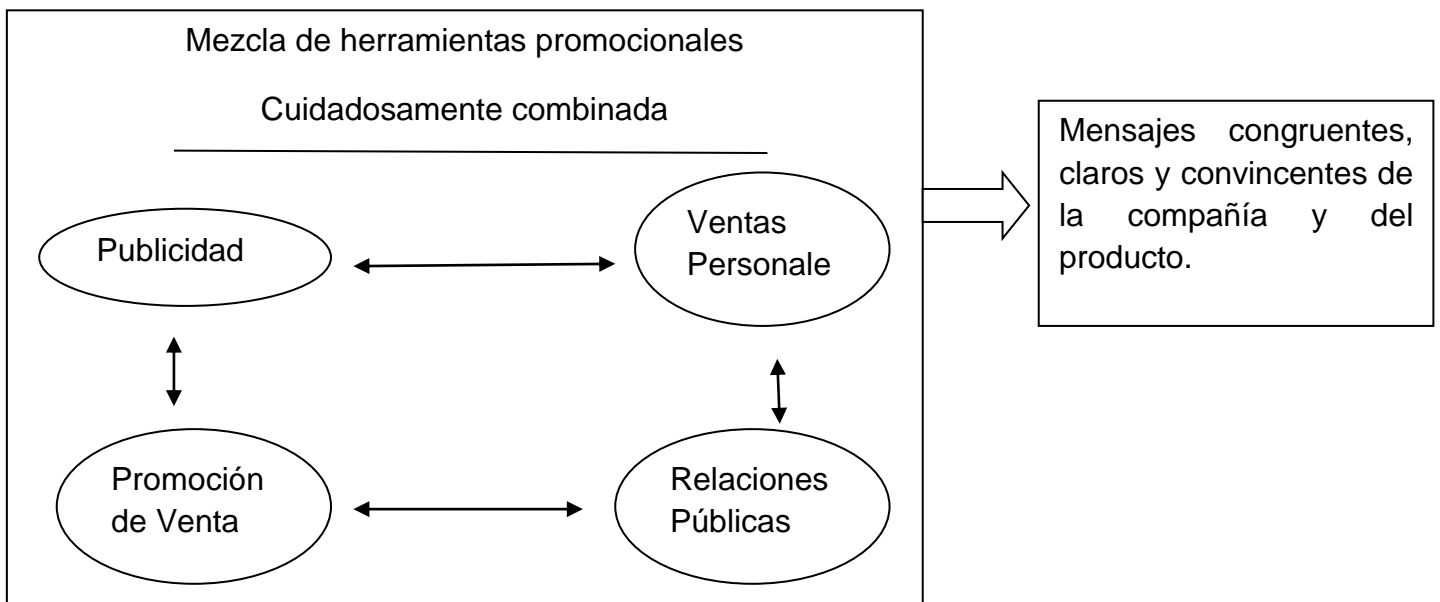 Mezcla de herramientas promocionales
Cuidadosamente combinada
Publicidad
Ventas
Personale
Promoción
de Venta
Relaciones
Públicas
Mensajes congruentes,
claros y convincentes de
la compañía y del
producto.